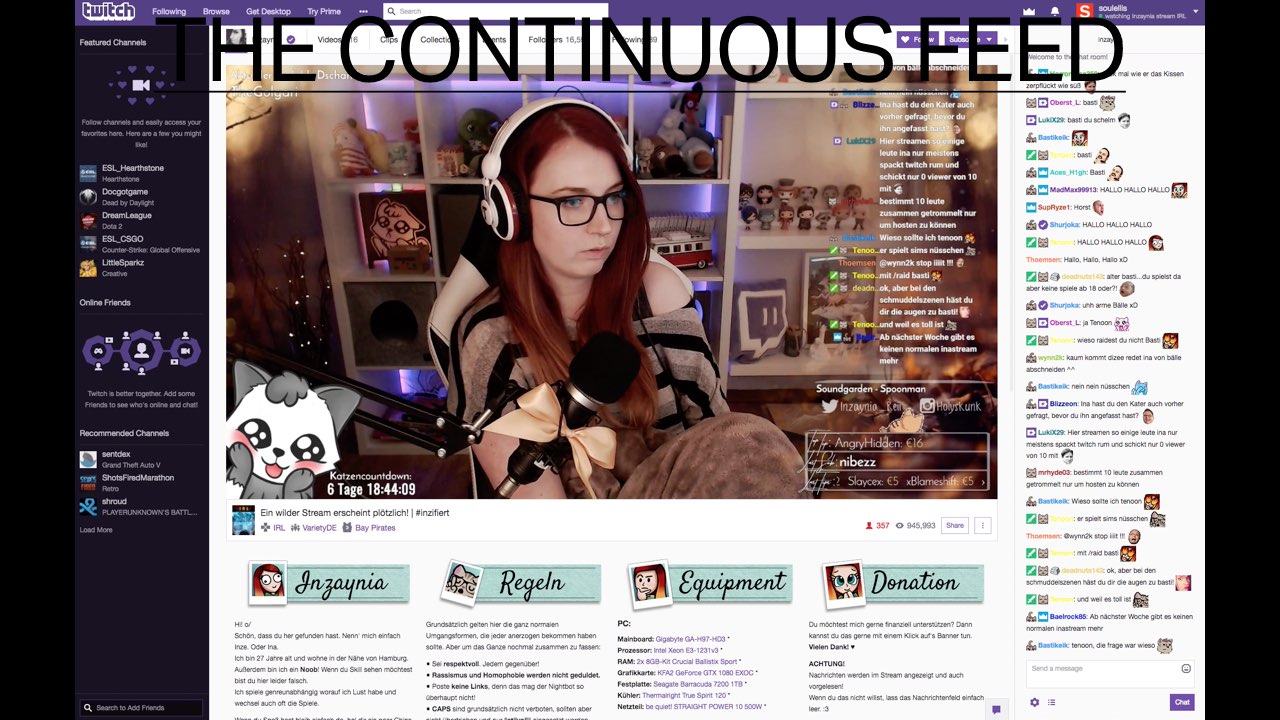 THE CONTINUOUS FEED
twitch
Following
Browse
Get Desktop
Try Prime
Search
soulellis
watching Inzaynia stream IRL
Featured Channels
Follow channels and easily access your
favorites here. Here are a few you might
like!
ESL_Hearthstone
Hearthstone
Docgotgame
Dead by Daylight
DreamLeague
Dota 2
ESL_CSGO
Counter-Strike: Global Offensive
LittleSparkz
Creative
Online Friends
Twitch is better together. Add some
Friends to see who's online and chat!
Recommended Channels
sentdex
Grand Theft Auto V
ShotsFiredMarathon
Retro
shroud
PLAYERUNKNOWN'S BATTL...
Load More
Search to Add Friends
Videos
Clips
Follow
Ina hast du den Kater auch
vorher gefragt, bevor du
ihn angefasst hast?
Hier streamen so einige
leute ina nur meistens
spackt twitch rum und
schickt nur 0 viewer von 10
mit
bestimmt 10 leute
zusammen getrommelt nur
um hosten zu können
Wieso sollte ich tenoon
Tenoo.. er spielt sims nüsschen
Thoemsen @wynn2k stop iiiit !!!
Tenoo.. mit /raid basti
deadn.. ok, aber bei den
schmuddelszenen häst du
dir die augen zu basti!
Tenoo.. und weil es toll ist
Ab nächster Woche gibt es
keinen normalen inastream
mehr
Soundgarden - Spoonman
Inzaynia_Ren
HolySkunk
AngryHidden: €16
nibezz
Slaycex: €5 xBlameshiff: €5
Katzencountdown:
6 Tage 18:44:09
IRL
Ein wilder Stream erscheint plötzlich! | #inzifiert
IRL
VarietyDE
Bay Pirates
357
945,993
Share
Inzaynia
Regeln
Equipment
Donation
Hi! o/
Schön, dass du her gefunden hast. Nenn' mich einfach
Inze. Oder Ina.
Ich bin 27 Jahre alt und wohne in der Nähe von Hamburg.
Außerdem bin ich ein Noob! Wenn du Skill sehen möchtest
bist du hier leider falsch.
Ich spiele genreunabhängig worauf ich Lust habe und
wechsel auch oft die Spiele.
Grundsätzlich gelten hier die ganz normalen
Umgangsformen, die jeder anerzogen bekommen haben
sollte. Aber um das Ganze nochmal zusammen zu fassen:
• Sei respektvoll. Jedem gegenüber!
• Rassismus und Homophobie werden nicht geduldet.
• Poste keine Links, denn das mag der Nightbot so
überhaupt nicht!
• CAPS sind grundsätzlich nicht verboten, sollten aber
PC:
Mainboard: Gigabyte GA-H97-HD3 *
Prozessor: Intel Xeon E3-1231v3 *
RAM: 2x 8GB-Kit Crucial Ballistix Sport *
Grafikkarte: KFA2 GeForce GTX 1080 EXOC *
Festplatte: Seagate Barracuda 7200 1TB *
Kühler: Thermalright True Spirit 120 *
Netzteil: be quiet! STRAIGHT POWER 10 500W *
Du möchtest mich gerne finanziell unterstützen? Dann
kannst du das gerne mit einem Klick auf's Banner tun.
Vielen Dank! ♥
ACHTUNG!
Nachrichten werden im Stream angezeigt und auch
vorgelesen!
Wenn du das nicht willst, lass das Nachrichtenfeld einfach
leer. :3
Welcome to the chat room!
mal wie er das Kissen
zerpflückt wie süß
Oberst_L: basti
LukiX29: basti du schelm
Bastikeik:
Tenoon: basti
Aces_H1gh: Basti
MadMax99913: HALLO HALLO HALLO
SupRyze1: Horst
Shurjoka: HALLO HALLO HALLO
Tenoon: HALLO HALLO HALLO
Thoemsen: Hallo, Hallo, Hallo xD
deadnuts142: alter basti...du spielst da
aber keine spiele ab 18 oder?!
Shurjoka: uhh arme Bälle xD
Oberst_L: ja Tenoon
Tenoon: wieso raidest du nicht Basti
wynn2k: kaum kommt dizee redet ina von bälle
abschneiden ^^
Bastikeik: nein nein nüsschen
Blizzeon: Ina hast du den Kater auch vorher
gefragt, bevor du ihn angefasst hast?
LukiX29: Hier streamen so einige leute ina nur
meistens spackt twitch rum und schickt nur 0 viewer
von 10 mit
mrhyde03: bestimmt 10 leute zusammen
getrommelt nur um hosten zu können
Bastikeik: Wieso sollte ich tenoon
Tenoon: er spielt sims nüsschen
Thoemsen: @wynn2k stop iiiit !!!
Tenoon: mit /raid basti
deadnuts142: ok, aber bei den
schmuddelszenen häst du dir die augen zu basti!
Tenoon: und weil es toll ist
Baelrock85: Ab nächster Woche gibt es keinen
normalen inastream mehr
Bastikeik: tenoon, die frage war wieso
Send a message
Chat